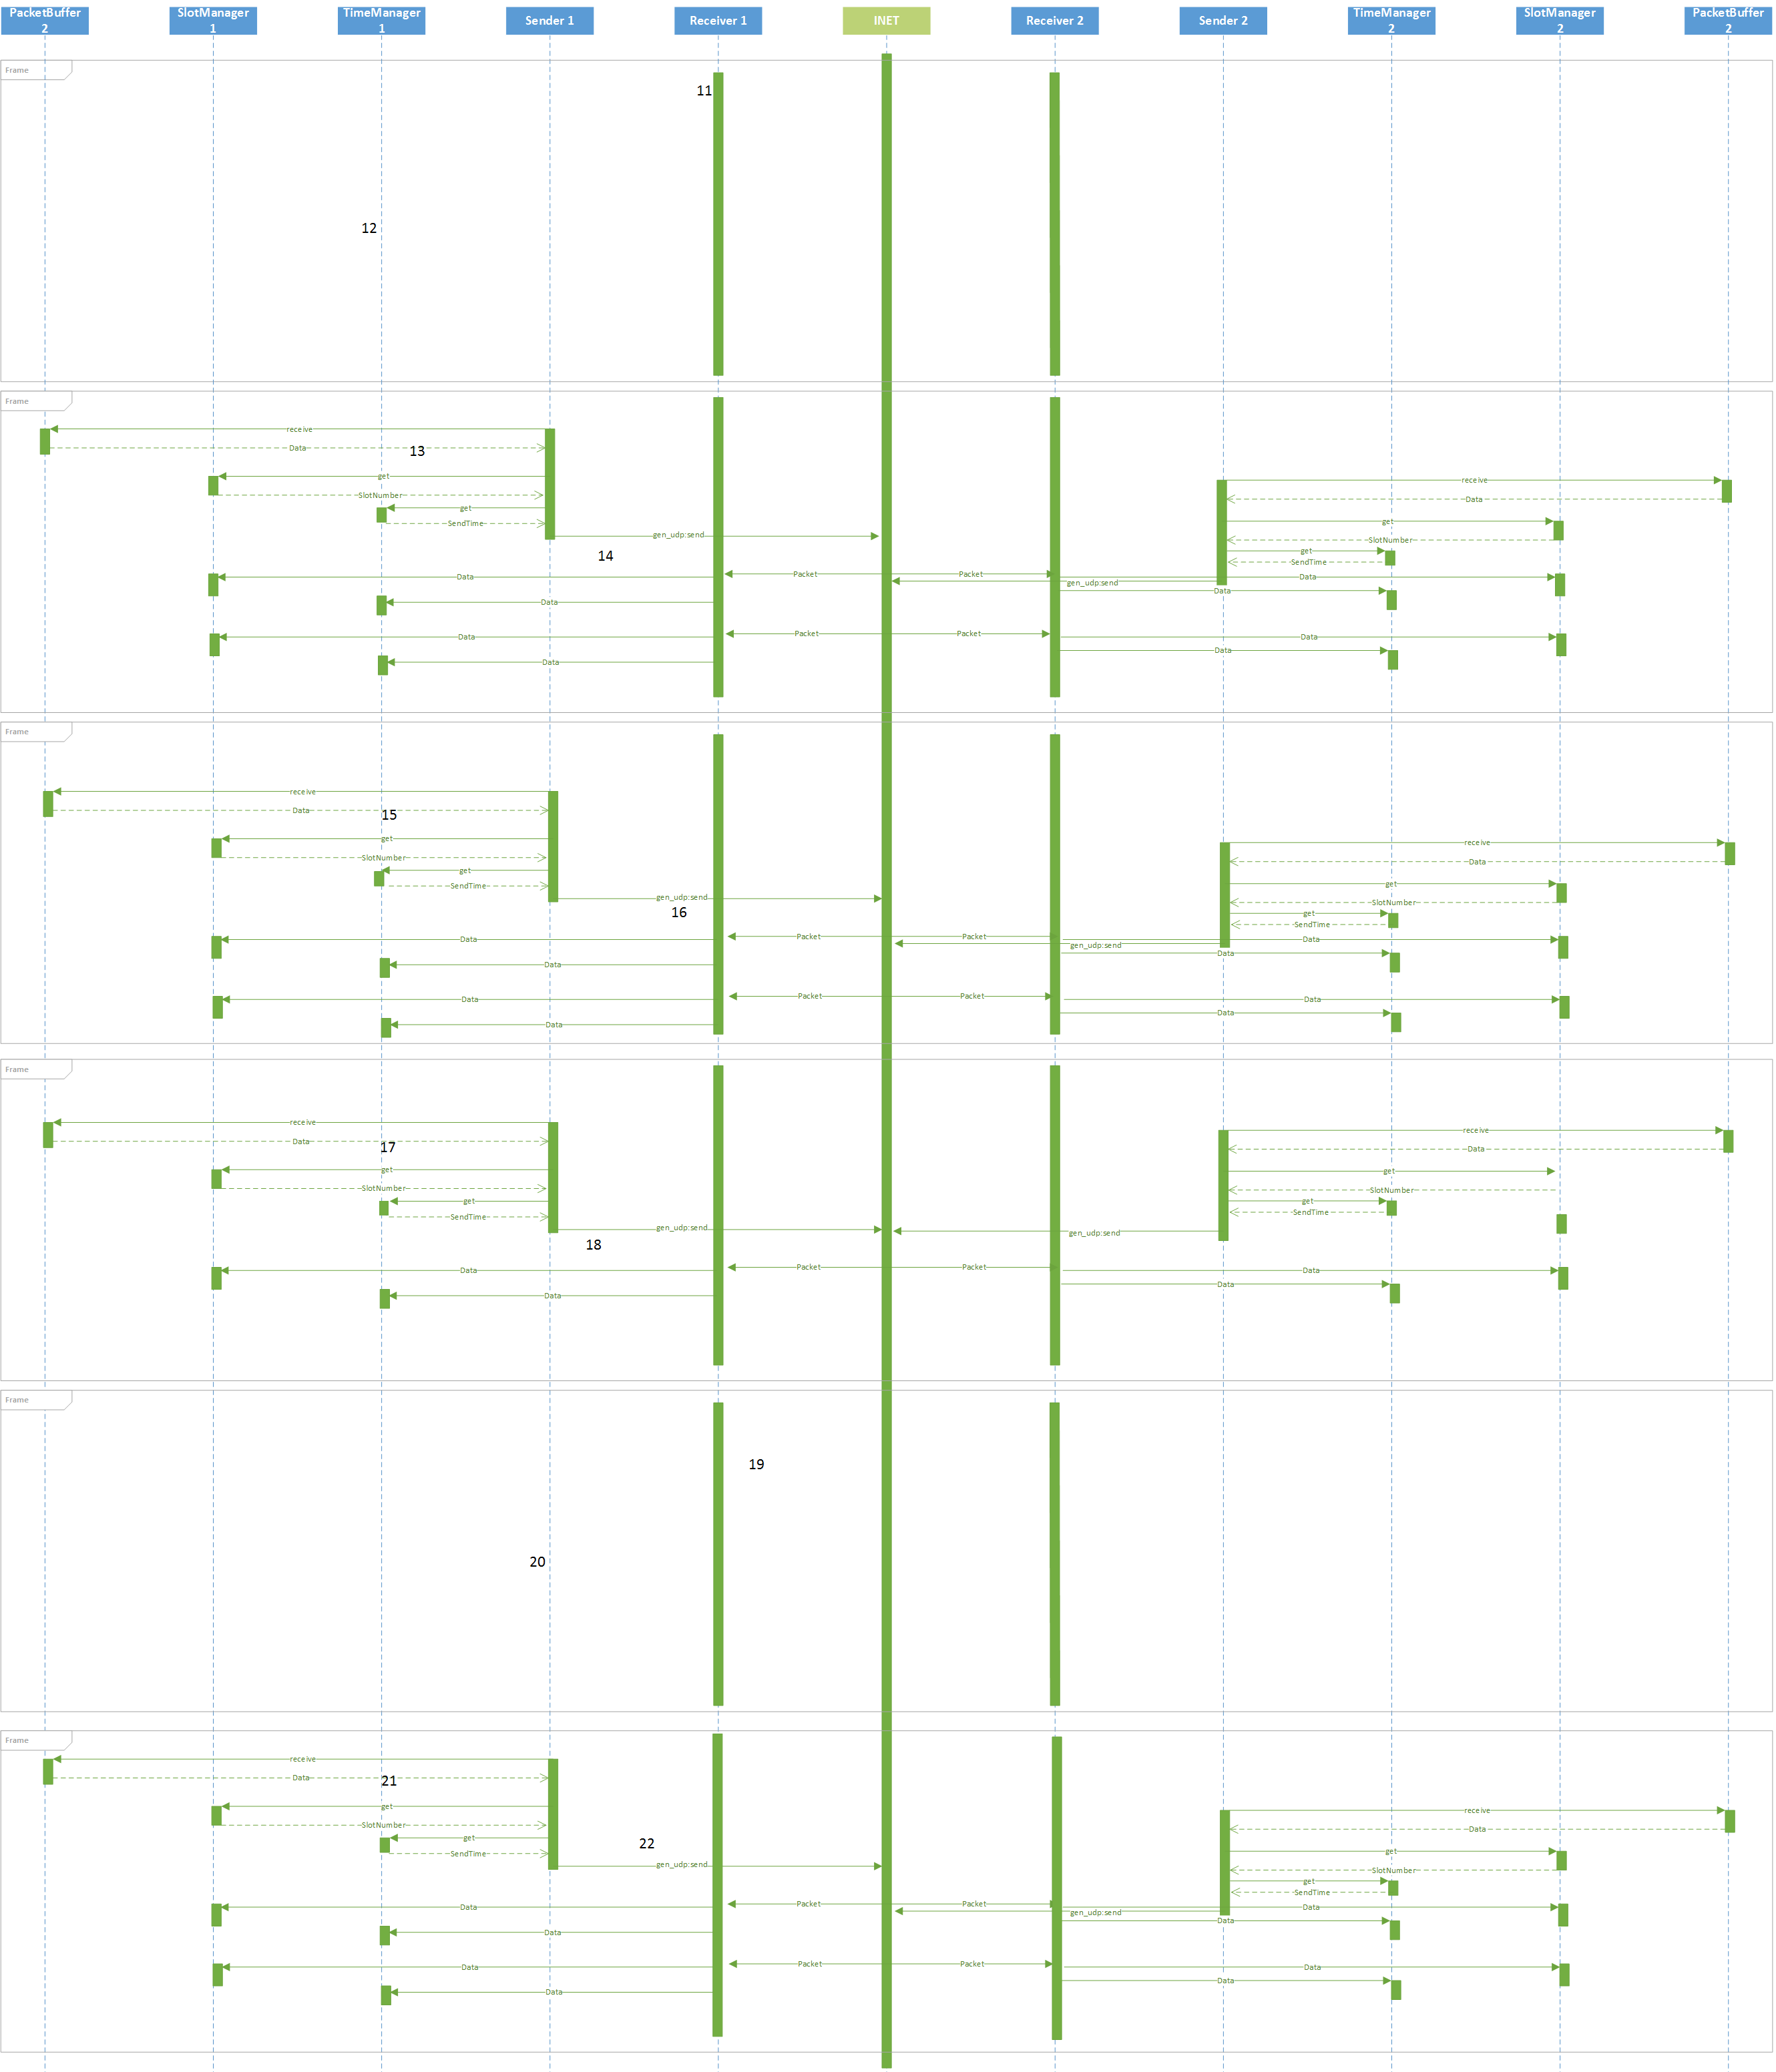 PacketBuffer
2
SlotManager
1
TimeManager
1
Sender 1
Receiver 1
INET
Receiver 2
Sender 2
TimeManager
2
SlotManager
2
PacketBuffer
2
Frame
11
12
Frame
receive
Data
13
get
SlotNumber
get
SendTime
gen_udp:send
14
receive
Data
get
SlotNumber
get
SendTime
Data
Packet
Packet
Data
gen_udp:send
Data
Data
Data
Packet
Packet
Data
Data
Data
Frame
receive
Data
15
get
SlotNumber
get
SendTime
gen_udp:send
16
receive
Data
get
SlotNumber
get
SendTime
Data
Packet
Packet
Data
gen_udp:send
Data
Data
Data
Packet
Packet
Data
Data
Data
Frame
receive
Data
17
get
SlotNumber
get
SendTime
gen_udp:send
18
receive
Data
get
SlotNumber
get
SendTime
gen_udp:send
Data
Packet
Packet
Data
Data
Data
Frame
19
20
Frame
receive
Data
21
get
SlotNumber
get
SendTime
22
gen_udp:send
receive
Data
get
SlotNumber
get
SendTime
Data
Packet
Packet
Data
gen_udp:send
Data
Data
Data
Packet
Packet
Data
Data
Data